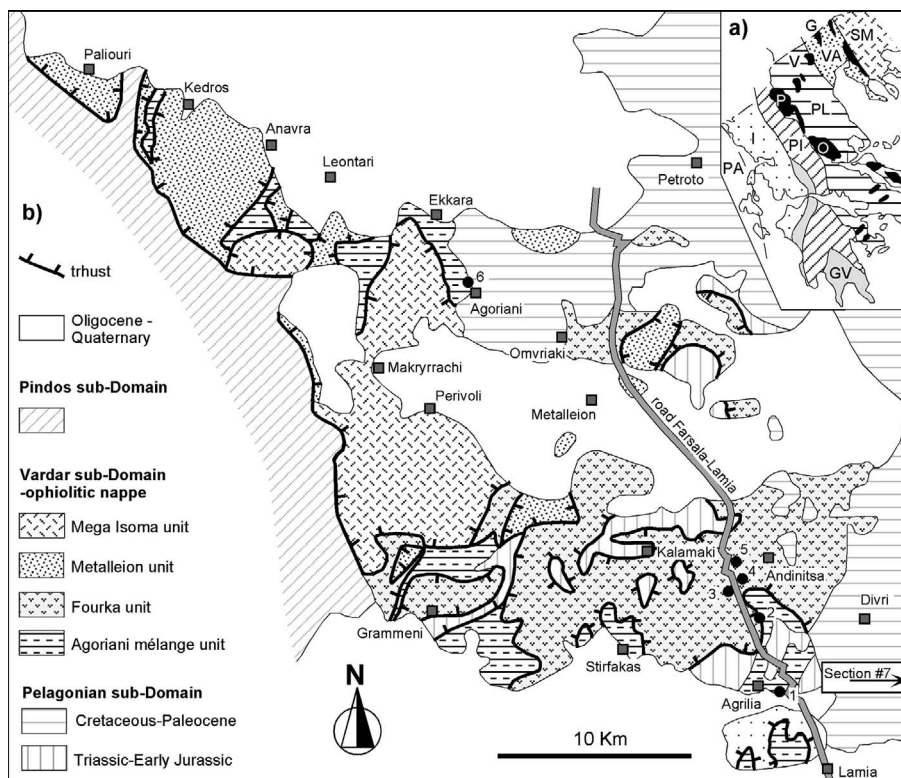 a)
G
SM
V
VA
P
PL
I
PI
O
PA
GV
b)
trhust
Oligocene -
Quaternary
Pindos sub-Domain
Vardar sub-Domain
-ophiolitic nappe
Mega Isoma unit
Metalleion unit
Fourka unit
Agoriani mélange unit
Pelagonian sub-Domain
Cretaceous-Paleocene
Triassic-Early Jurassic
Paliouri
Kedros
Anavra
Leontari
Ekkara
Petroto
6
Agoriani
Omvriaki
Makryrrachi
Perivoli
Metalleion
road Farsala-Lamia
Kalamaki
5
4
3
Andinitsa
2
Divri
Grammeni
Stirfakas
Section #7
Agrilia
1
Lamia
N
10 Km